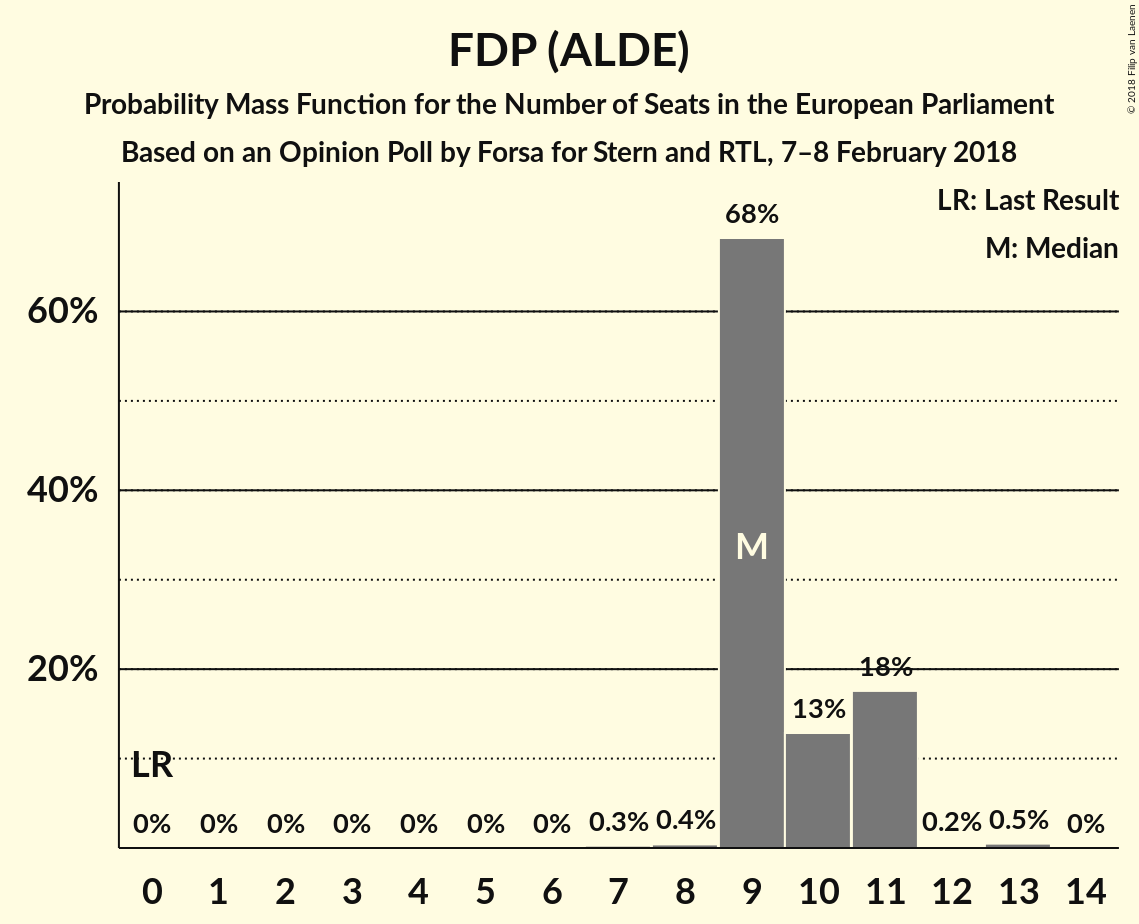 FDP (ALDE)
Probability Mass Function for the Number of Seats in the European Parliament
Based on an Opinion Poll by Forsa for Stern and RTL, 7–8 February 2018
© 2018 Filip van Laenen
LR: Last Result
M: Median
68%
60%
40%
M
20%
18%
13%
LR
0% 0% 0% 0% 0% 0% 0% 0.3% 0.4% 0.2% 0.5% 0%
0 1 2 3 4 5 6 7 8 9 10 11 12 13 14